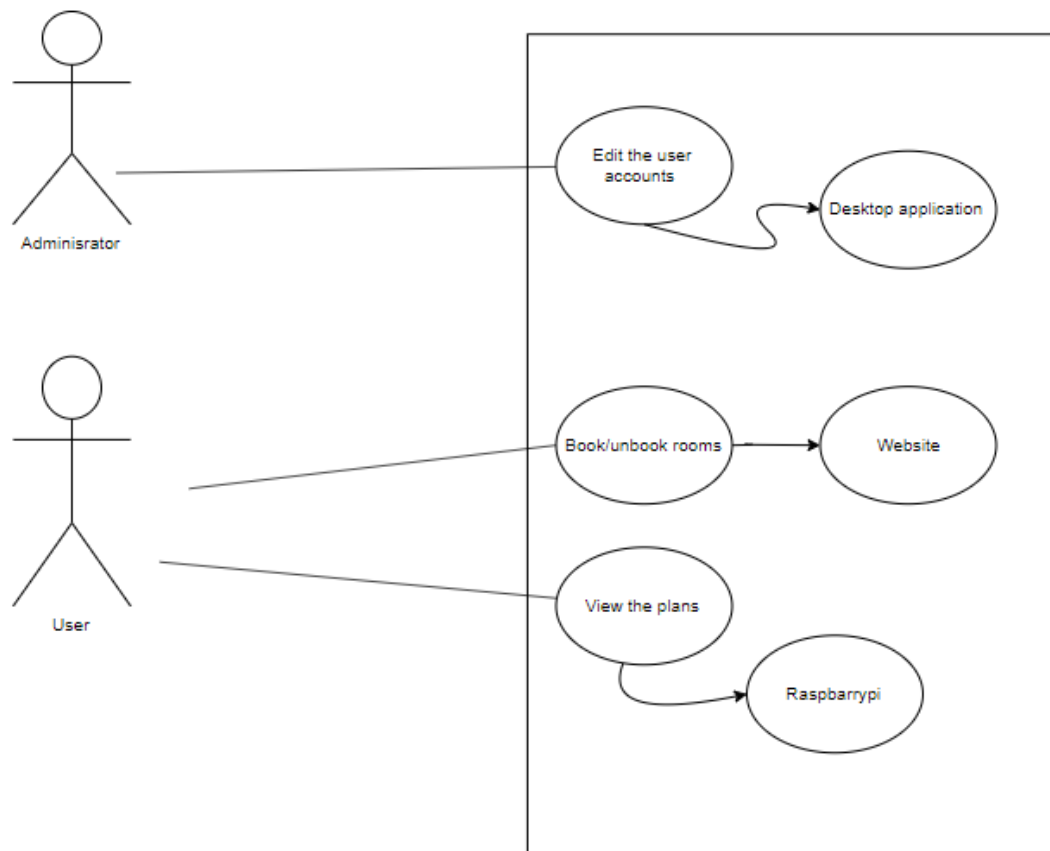 Edit the user
accounts
Desktop application
Adminisrator
Book/unbook rooms
Website
View the plans
User
Raspbarrypi